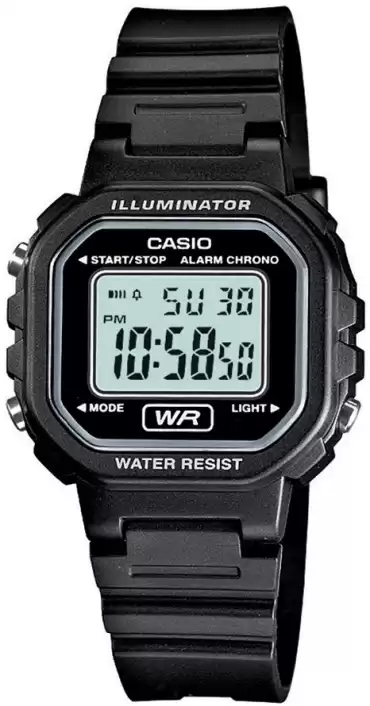 ILLUMINATOR
CASIO
START/STOP ALARM CHRONO
SU 30
PM
10:58 50
MODE WR LIGHT
WATER RESIST